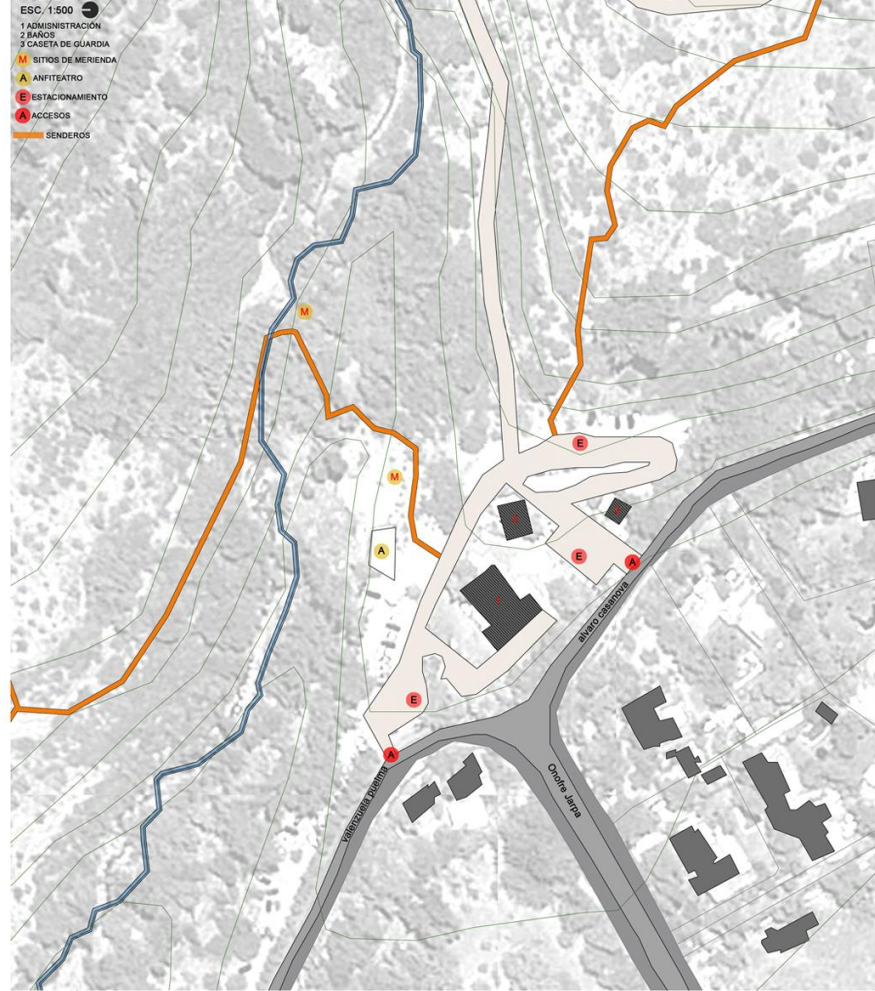 ESC. 1:500
1 ADMISNISTRACIÓN
2 BAÑOS
3 CASETA DE GUARDIA
M SITIOS DE MERIENDA
A ANFITEATRO
E ESTACIONAMIENTO
A ACCESOS
SENDEROS
M
E
M
A
E
A
alvaro casanova
E
A
valenzuela puelma
Onofre Jarpa